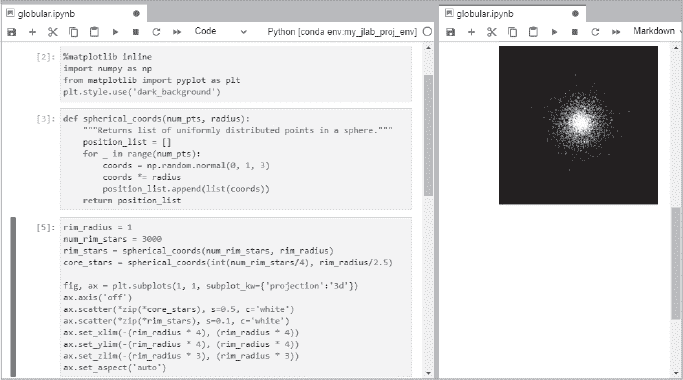 globular.ipynb
Code
Python [conda env:my_jlab_proj_env]
[2]:
%matplotlib inline
import numpy as np
from matplotlib import pyplot as plt
plt.style.use('dark_background')
[3]:
def spherical_coords(num_pts, radius):
"""Returns list of uniformly distributed points in a sphere."""
position_list = []
for _ in range(num_pts):
coords = np.random.normal(0, 1, 3)
coords *= radius
position_list.append(list(coords))
return position_list
[5]:
rim_radius = 1
num_rim_stars = 3000
rim_stars = spherical_coords(num_rim_stars, rim_radius)
core_stars = spherical_coords(int(num_rim_stars/4), rim_radius/2.5)
fig, ax = plt.subplots(1, 1, subplot_kw={'projection':'3d'})
ax.axis('off')
ax.scatter(*zip(*core_stars), s=0.5, c='white')
ax.scatter(*zip(*rim_stars), s=0.1, c='white')
ax.set_xlim(-(rim_radius * 4), (rim_radius * 4))
ax.set_ylim(-(rim_radius * 4), (rim_radius * 4))
ax.set_zlim(-(rim_radius * 3), (rim_radius * 3))
ax.set_aspect('auto')
globular.ipynb
Markdown